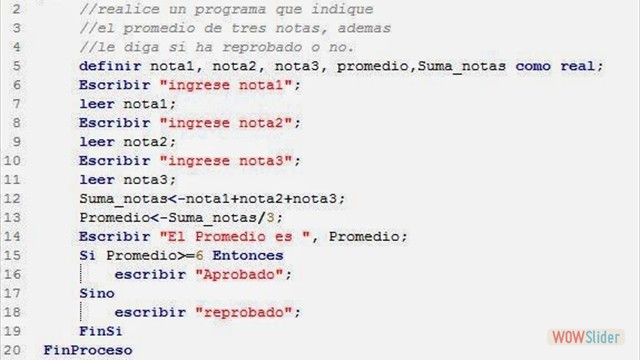 2 //realice un programa que indique
3 //el promedio de tres notas, ademas
4 //le diga si ha reprobado o no.
5 definir nota1, nota2, nota3, promedio,Suma_notas como real;
6 Escribir "ingrese nota1";
7 leer nota1;
8 Escribir "ingrese nota2";
9 leer nota2;
10 Escribir "ingrese nota3";
11 leer nota3;
12 Suma_notas<-nota1+nota2+nota3;
13 Promedio<-Suma_notas/3;
14 Escribir "El Promedio es ", Promedio;
15 Si Promedio>=6 Entonces
16 escribir "Aprobado";
17 Sino
18 escribir "reprobado";
19 FinSi
20 FinProceso
WOWSlider